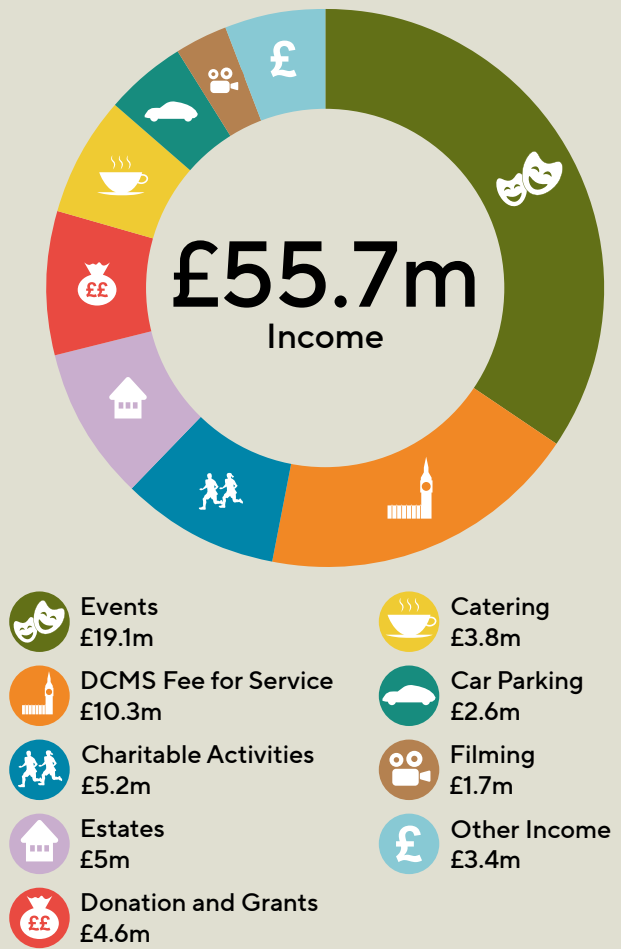 £
££
£55.7m
Income
Events
£19.1m
DCMS Fee for Service
£10.3m
Charitable Activities
£5.2m
Estates
£5m
££
Donation and Grants
£4.6m
Catering
£3.8m
Car Parking
£2.6m
Filming
£1.7m
£
Other Income
£3.4m